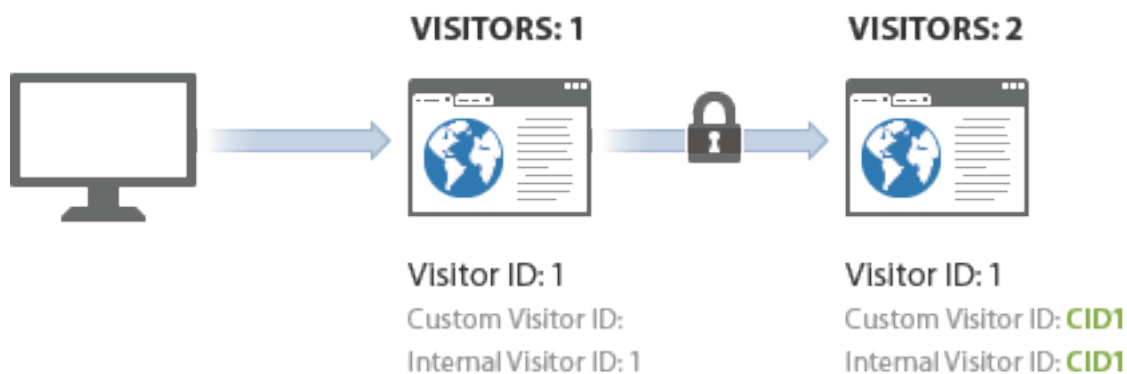 VISITORS: 1
VISITORS: 2
Visitor ID: 1
Custom Visitor ID:
Internal Visitor ID: 1
Visitor ID: 1
Custom Visitor ID: CID1
Internal Visitor ID: CID1